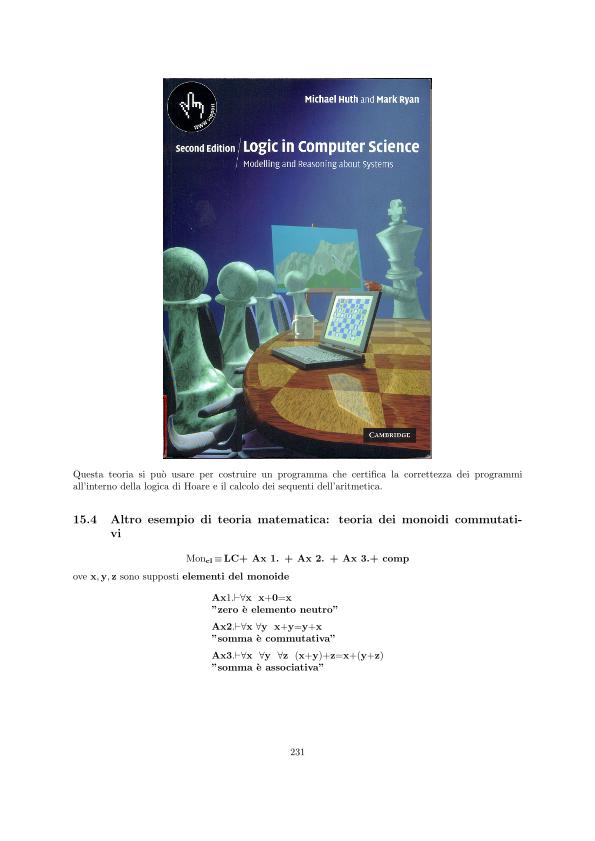 www support
Michael Huth and Mark Ryan
Second Edition / Logic in Computer Science
Modelling and Reasoning about Systems
CAMBRIDGE
Questa teoria si può usare per costruire un programma che certifica la correttezza dei programmi
all'interno della logica di Hoare e il calcolo dei sequenti dell'aritmetica.
15.4 Altro esempio di teoria matematica: teoria dei monoidi commutati-
vi
Mon_cl ≡ LC+ Ax 1. + Ax 2. + Ax 3.+ comp
ove x, y, z sono supposti elementi del monoide
Ax1.⊢∀x x+0=x
"zero è elemento neutro"
Ax2.⊢∀x ∀y x+y=y+x
"somma è commutativa"
Ax3.⊢∀x ∀y ∀z (x+y)+z=x+(y+z)
"somma è associativa"
231